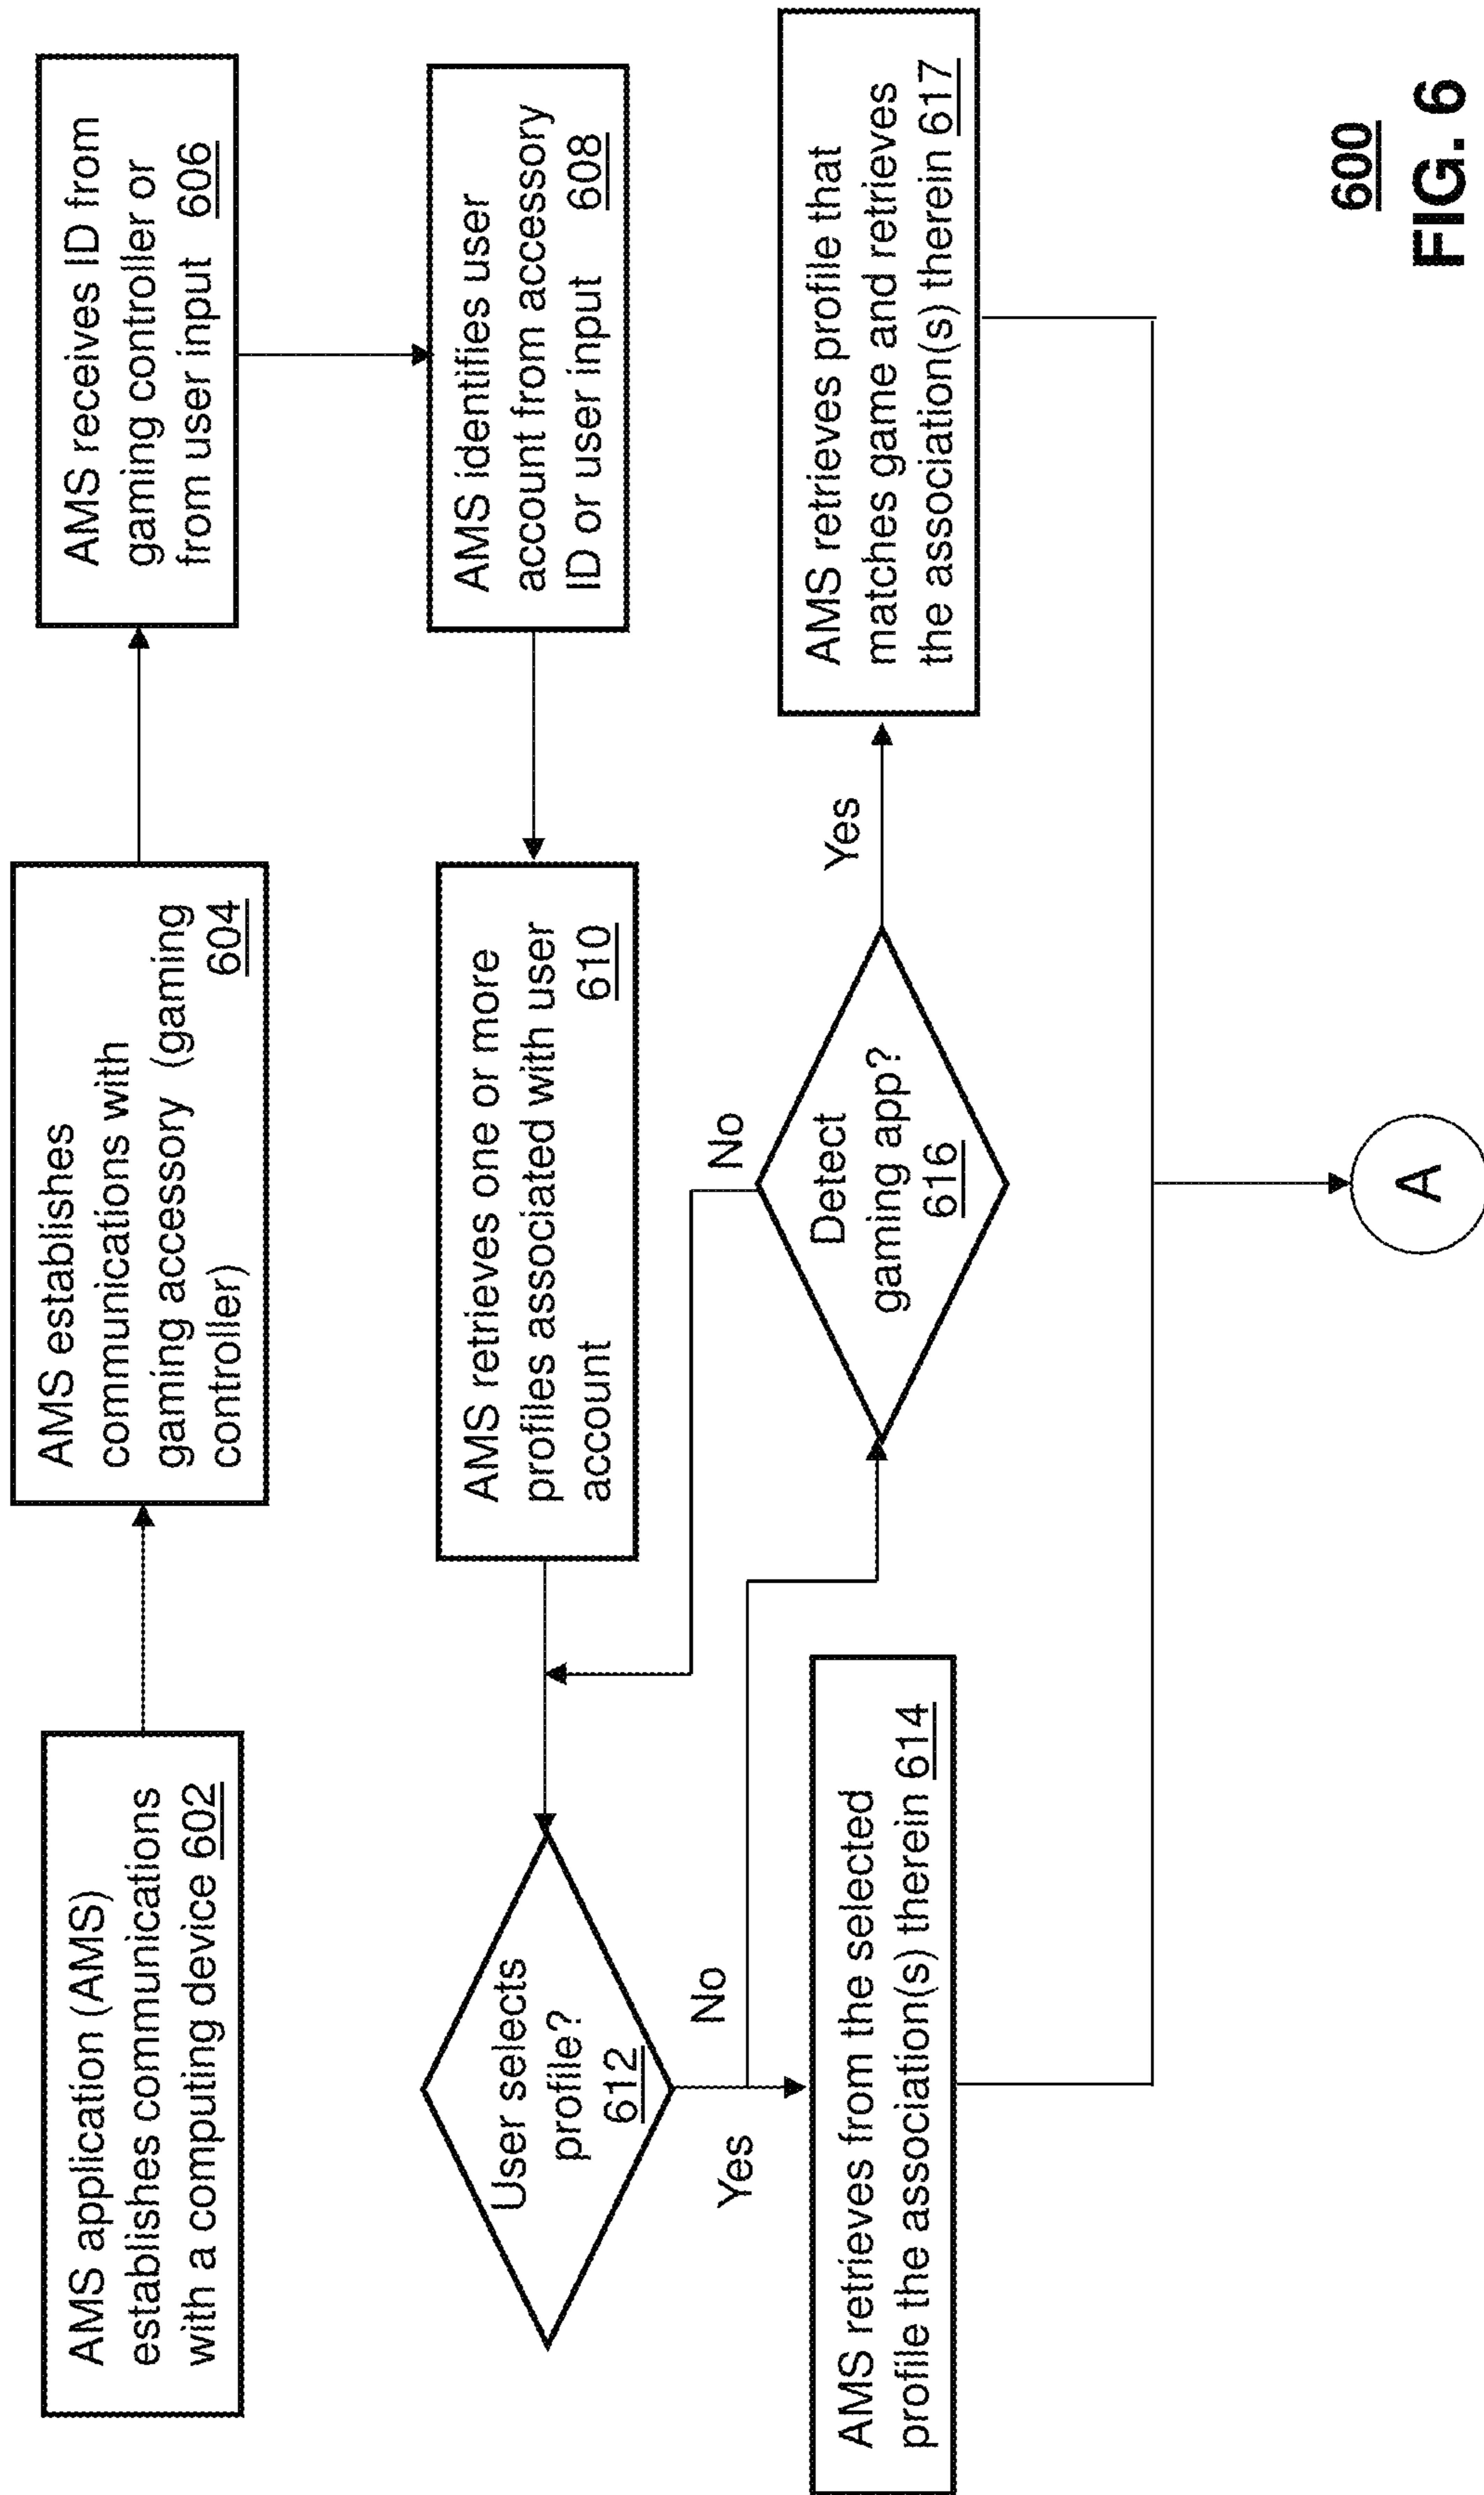 AMS application (AMS)
establishes communications
with a computing device 602
AMS establishes
communications with
gaming accessory (gaming
controller) 604
AMS receives ID from
gaming controller or
from user input 606
AMS identifies user
account from accessory
ID or user input 608
AMS retrieves one or more
profiles associated with user
account 610
User selects
profile?
612
No
Yes
AMS retrieves from the selected
profile the association(s) therein 614
Detect
gaming app?
616
No
Yes
AMS retrieves profile that
matches game and retrieves
the association(s) therein 617
A
600
FIG. 6